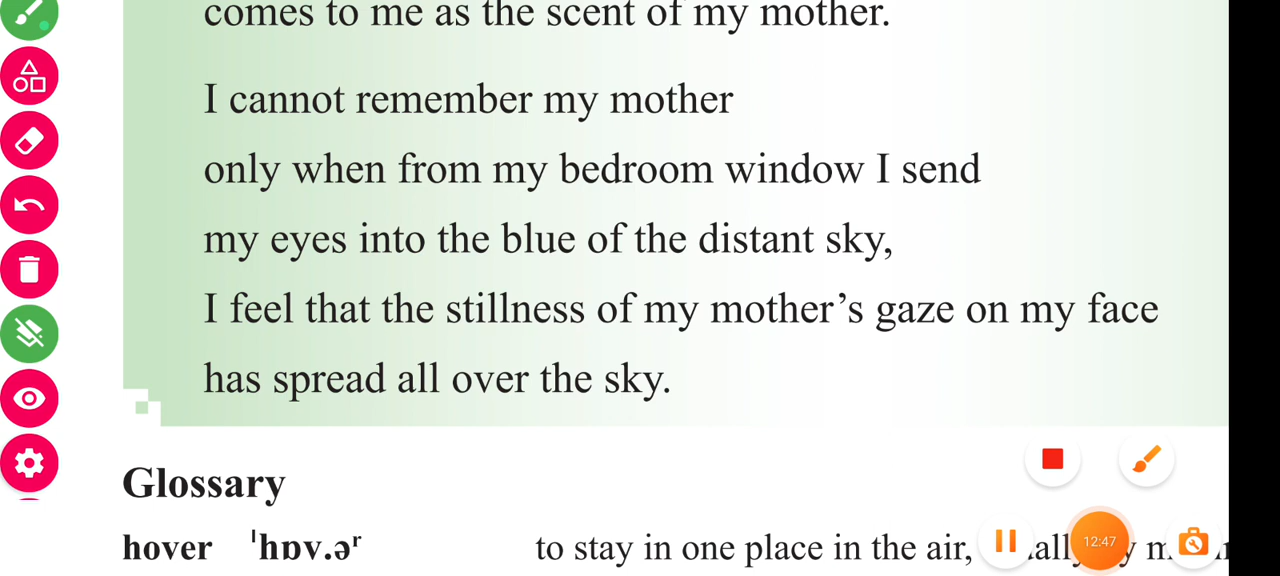 comes to me as the scent of my mother.
I cannot remember my mother
only when from my bedroom window I send
my eyes into the blue of the distant sky,
I feel that the stillness of my mother’s gaze on my face
has spread all over the sky.
Glossary
hover ˈhɒv.əʳ to stay in one place in the air,
12:47